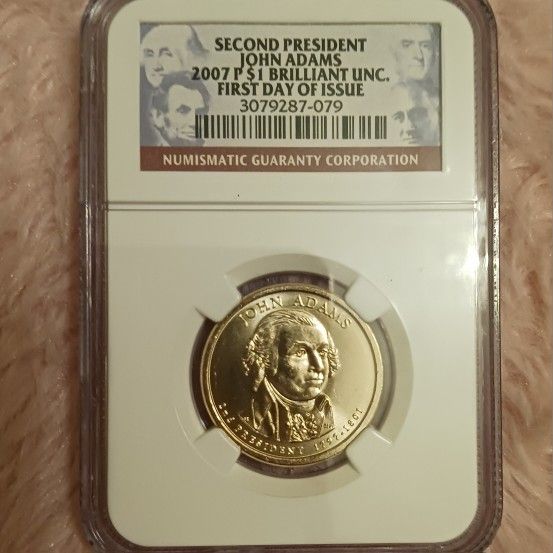 SECOND PRESIDENT
JOHN ADAMS
2007 P $1 BRILLIANT UNC.
FIRST DAY OF ISSUE
3079287-079
NUMISMATIC GUARANTY CORPORATION
JOHN ADAMS
2nd PRESIDENT 1797-1801